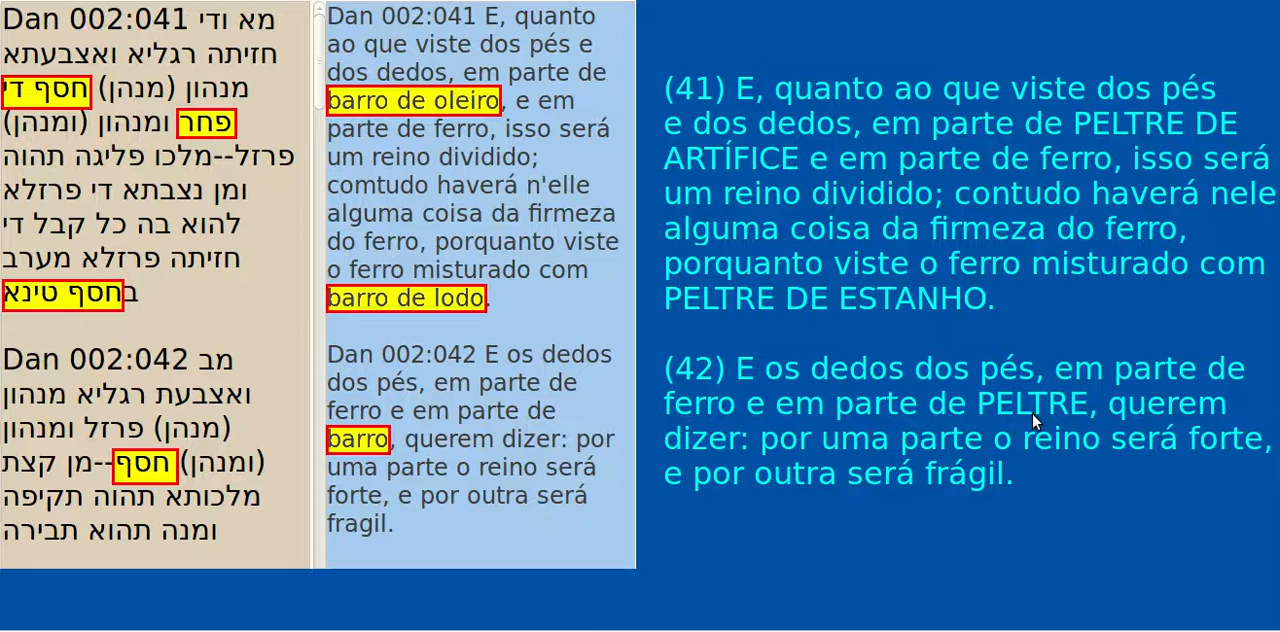 Dan 002:041 מא ודי
חזיתה רגליא ואצבעתא
מנהון (מנהן) חסף די
פחר ומנהון (ומנהן)
פרזל--מלכו פליגה תהוה
ומן נצבתא די פרזלא
להוא בה כל קבל די
חזיתה פרזלא מערב
בחסף טינא
Dan 002:042 מב
ואצבעת רגליא מנהון
(מנהן) פרזל ומנהון
(ומנהן) חסף--מן קצת
מלכותא תהוה תקיפה
ומנה תהוא תבירה
Dan 002:041 E, quanto
ao que viste dos pés e
dos dedos, em parte de
barro de oleiro, e em
parte de ferro, isso será
um reino dividido;
comtudo haverá n'elle
alguma coisa da firmeza
do ferro, porquanto viste
o ferro misturado com
barro de lodo.
Dan 002:042 E os dedos
dos pés, em parte de
ferro e em parte de
barro, querem dizer: por
uma parte o reino será
forte, e por outra será
fragil.
(41) E, quanto ao que viste dos pés
e dos dedos, em parte de PELTRE DE
ARTÍFICE e em parte de ferro, isso será
um reino dividido; contudo haverá nele
alguma coisa da firmeza do ferro,
porquanto viste o ferro misturado com
PELTRE DE ESTANHO.
(42) E os dedos dos pés, em parte de
ferro e em parte de PELTRE, querem
dizer: por uma parte o reino será forte,
e por outra será frágil.